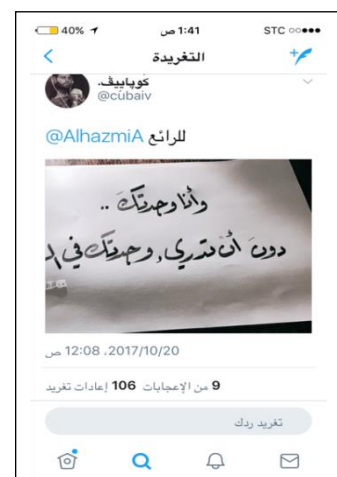 40% 1:41 ص STC
التغريدة
كوباييف.
@cubaiv
للرائع @AlhazmiA
وأنا وجدتكَ ..
دونَ أن تدري، وجدتك في
12:08 ،2017/10/20 ص
9 من الإعجابات 106 إعادات تغريد
تغريد ردك